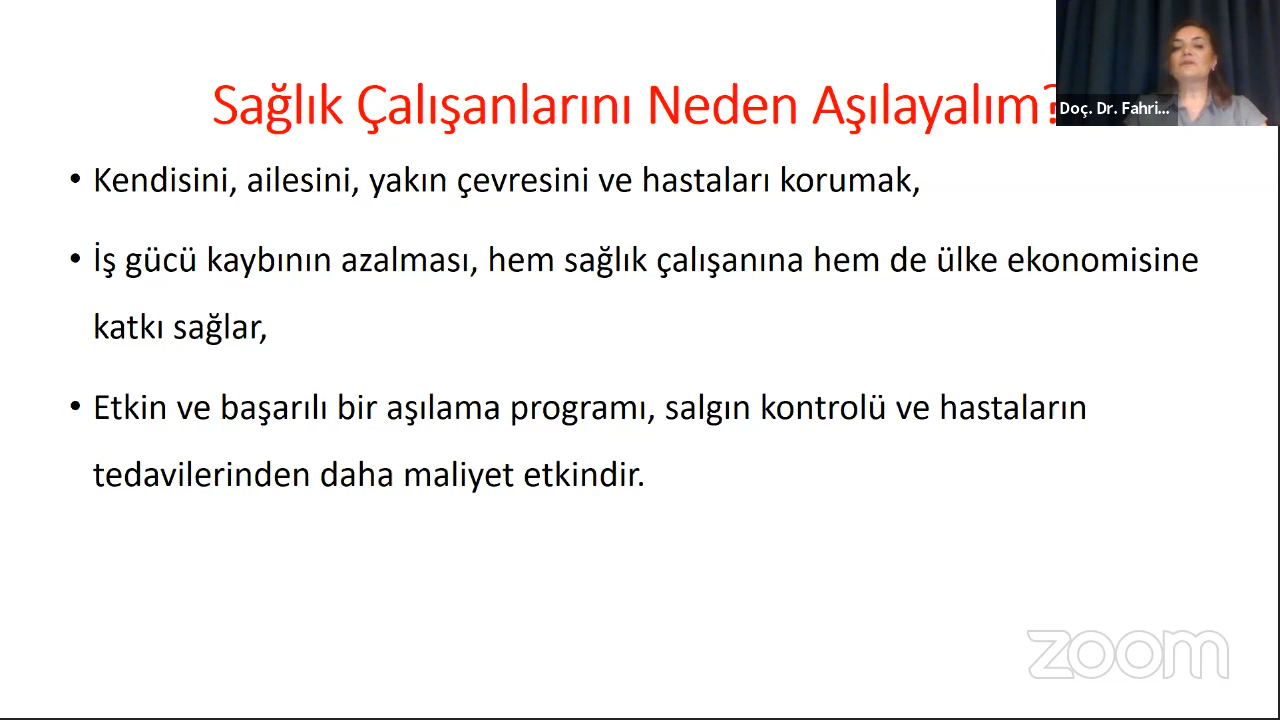 Sağlık Çalışanlarını Neden Aşılayalım?
Doç. Dr. Fahri...
• Kendisini, ailesini, yakın çevresini ve hastaları korumak,
• İş gücü kaybının azalması, hem sağlık çalışanına hem de ülke ekonomisine
katkı sağlar,
• Etkin ve başarılı bir aşılama programı, salgın kontrolü ve hastaların
tedavilerinden daha maliyet etkindir.
zoom